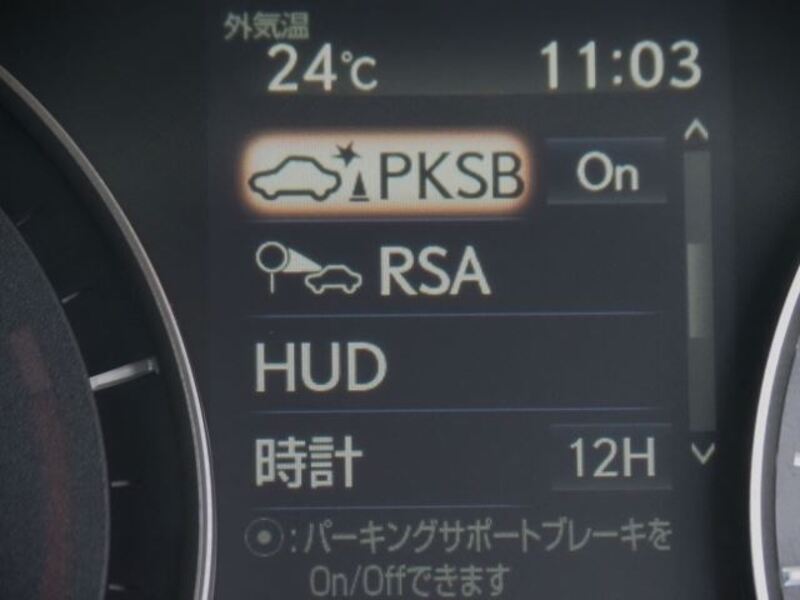 外気温
24℃ 11:03
PKSB On
RSA
HUD
時計 12H
⦿:パーキングサポートブレーキを
On/Offできます